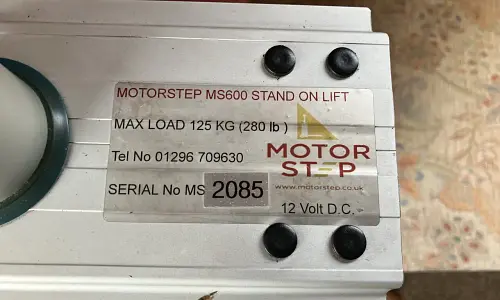 MOTORSTEP MS600 STAND ON LIFT
MAX LOAD 125 KG (280 lb )
Tel No 01296 709630
MOTOR
STEP
www.motorstep.co.uk
SERIAL No MS 2085
12 Volt D.C.